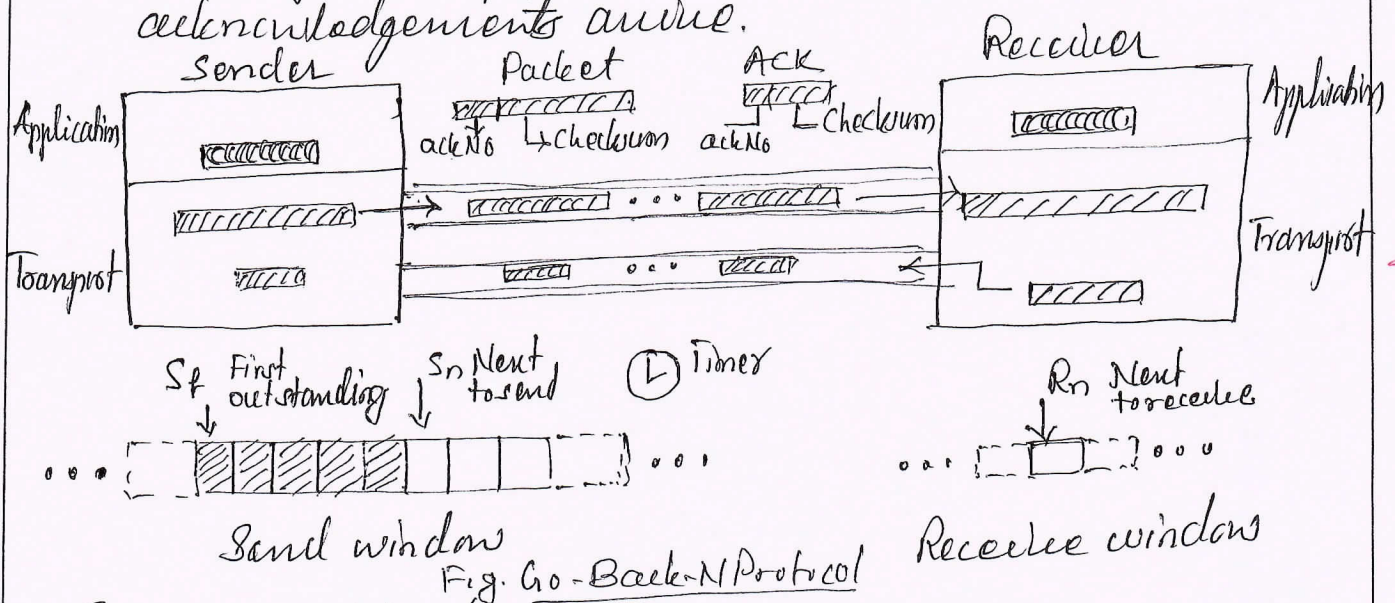 acknowledgements arrive.
Sender Packet ACK Receiver
Application ackNo Checksum ackNo Checksum Application
Transport Transport
Sf First outstanding Sn Next to send Timer Rn Next to receive
Send window Receive window
Fig. Go-Back-N Protocol